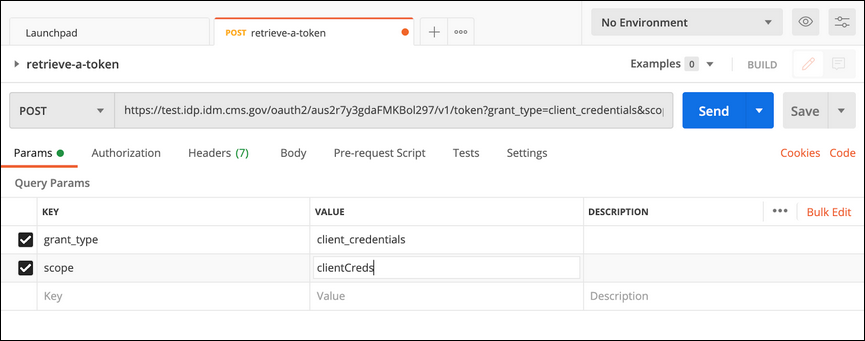 Launchpad
POST retrieve-a-token
+
No Environment
retrieve-a-token
Examples 0
BUILD
POST
https://test.idp.idm.cms.gov/oauth2/aus2r7y3gdaFMKBol297/v1/token?grant_type=client_credentials&scop
Send
Save
Params Authorization Headers (7) Body Pre-request Script Tests Settings Cookies Code
Query Params
KEY VALUE DESCRIPTION ••• Bulk Edit
grant_type client_credentials
scope clientCreds
Key Value Description